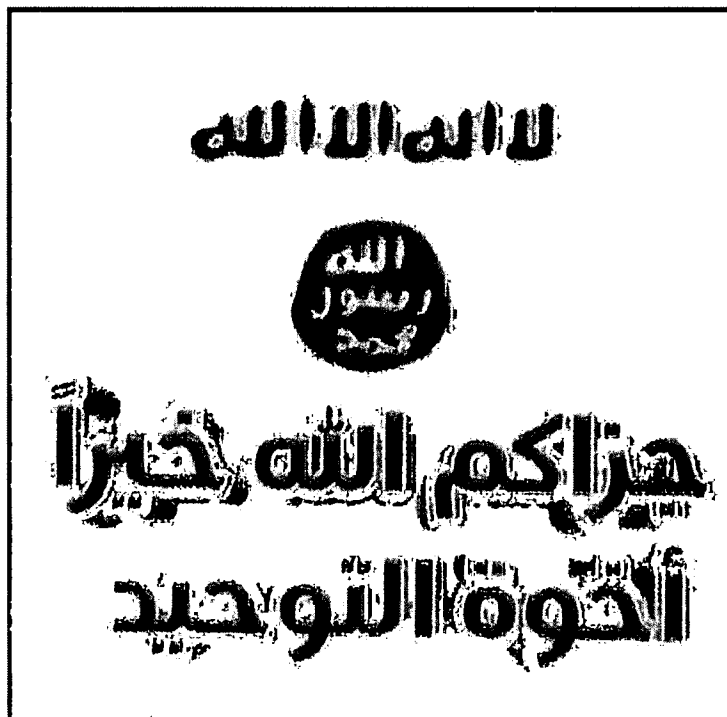 لا اله الا الله
الله
رسول
محمد
جزاكم الله خيراً
أخوة التوحيد